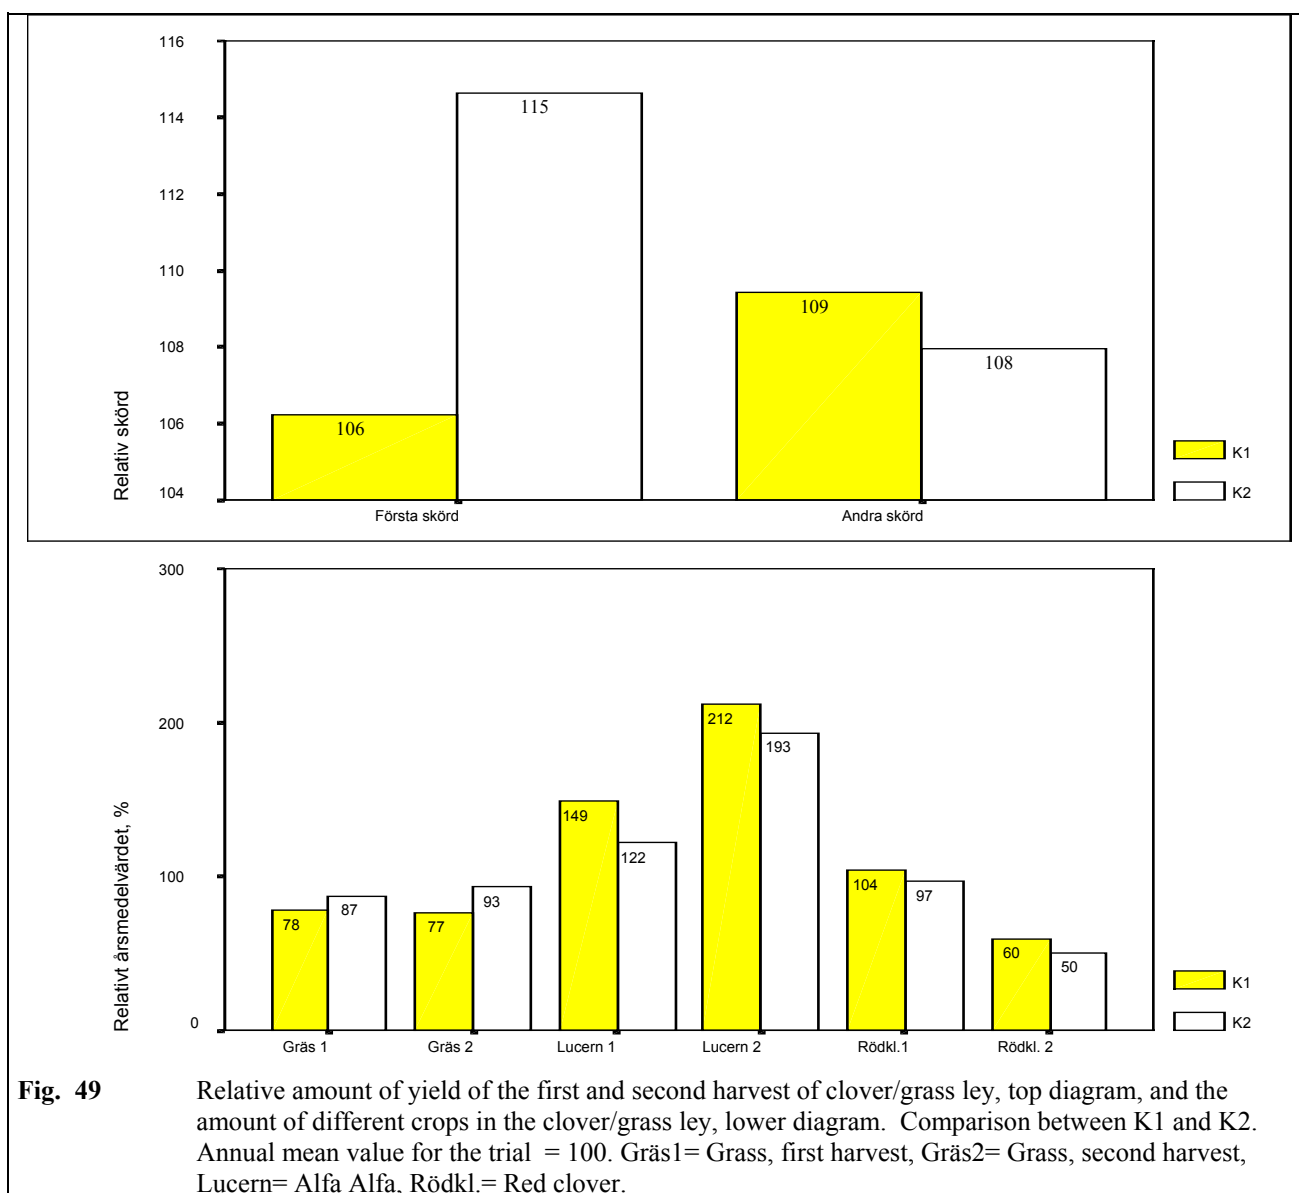 116
114
112
110
108
106
104
Relativ skörd
115
109
108
106
K1
K2
Första skörd
Andra skörd
300
200
100
0
Relativt årsmedelvärdet, %
78
87
77
93
149
122
212
193
104
97
60
50
K1
K2
Gräs 1
Gräs 2
Lucern 1
Lucern 2
Rödkl.1
Rödkl. 2
Fig. 49 Relative amount of yield of the first and second harvest of clover/grass ley, top diagram, and the
amount of different crops in the clover/grass ley, lower diagram. Comparison between K1 and K2.
Annual mean value for the trial = 100. Gräs1= Grass, first harvest, Gräs2= Grass, second harvest,
Lucern= Alfa Alfa, Rödkl.= Red clover.